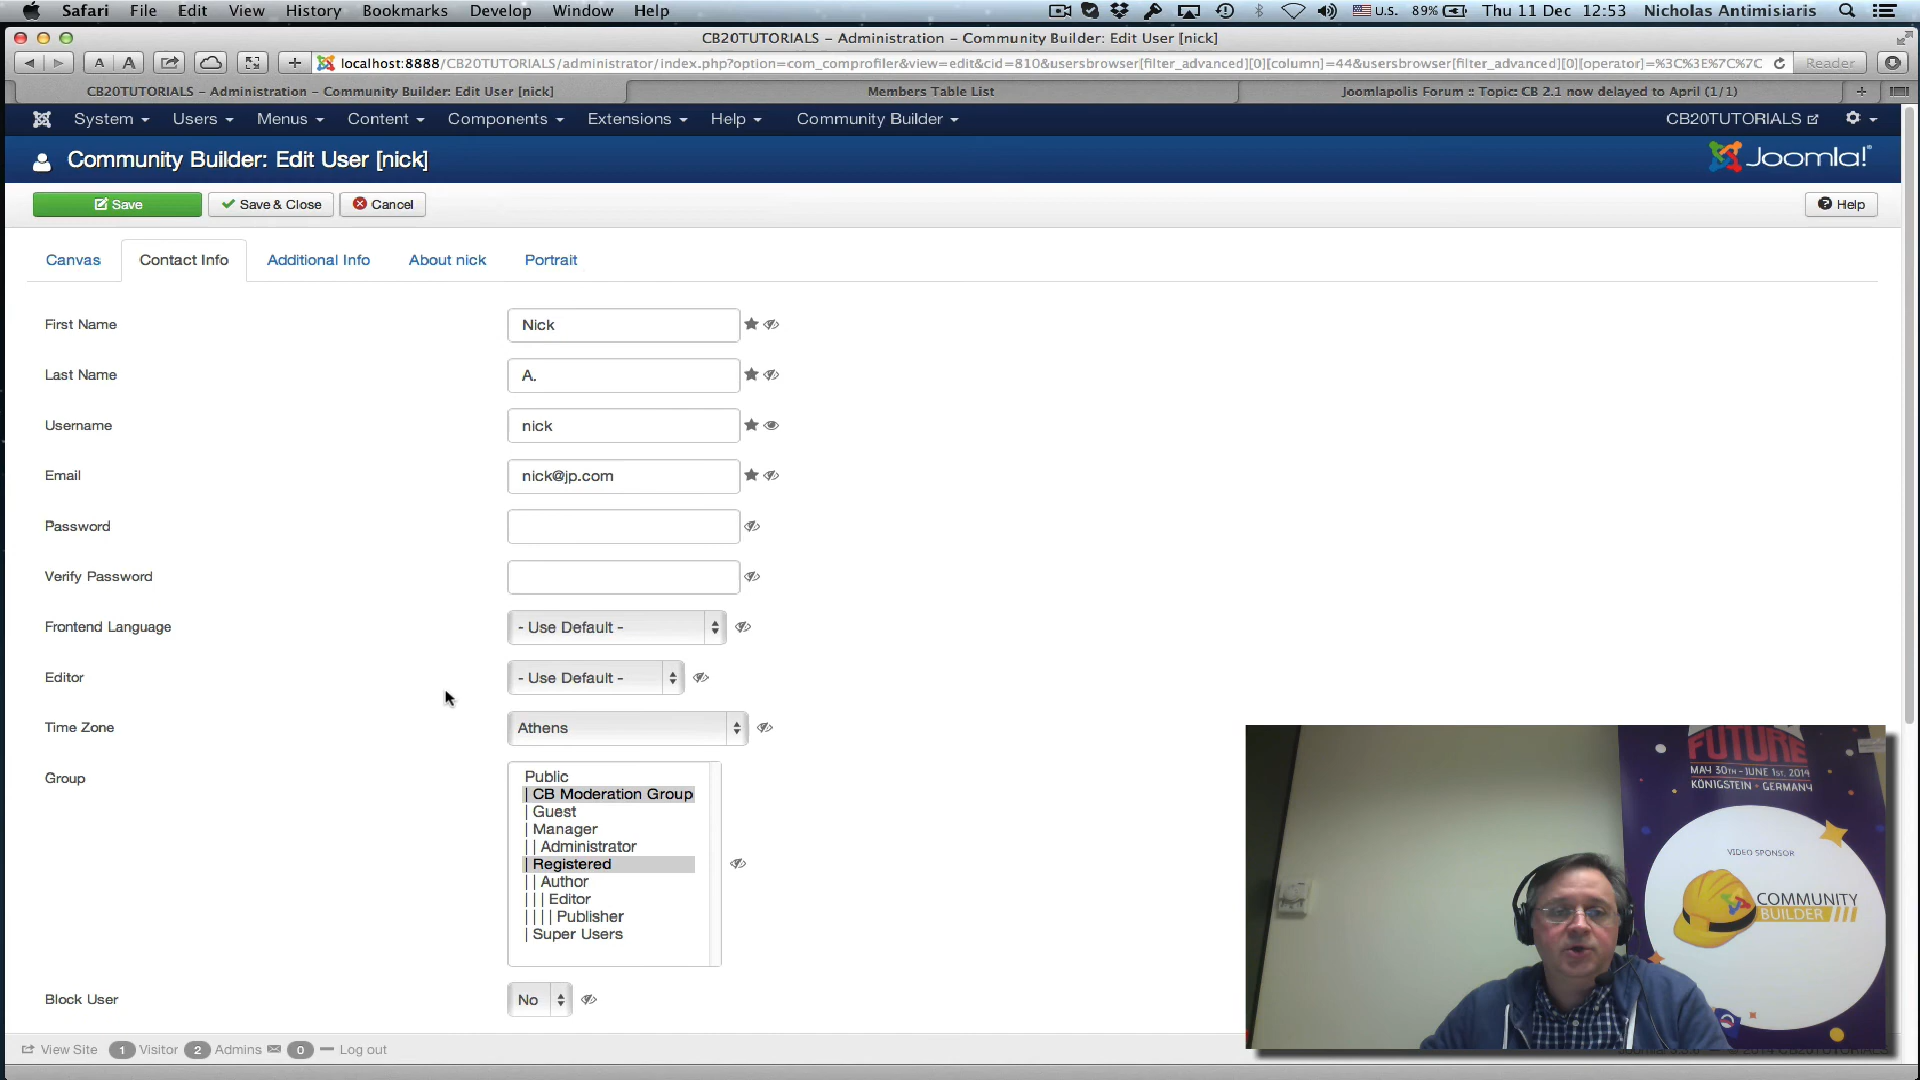 Safari File Edit View History Bookmarks Develop Window Help U.S. 89% Thu 11 Dec 12:53 Nicholas Antimisiaris
CB20TUTORIALS – Administration – Community Builder: Edit User [nick]
A A localhost:8888/CB20TUTORIALS/administrator/index.php?option=com_comprofiler&view=edit&cid=810&usersbrowser[filter_advanced][0][column]=44&usersbrowser[filter_advanced][0][operator]=%3C%3E%7C%7C Reader
CB20TUTORIALS – Administration – Community Builder: Edit User [nick] Members Table List Joomlapolis Forum :: Topic: CB 2.1 now delayed to April (1/1)
System Users Menus Content Components Extensions Help Community Builder CB20TUTORIALS
Community Builder: Edit User [nick] Joomla!®
Save Save & Close Cancel Help
Canvas Contact Info Additional Info About nick Portrait
First Name Nick
Last Name A.
Username nick
Email nick@jp.com
Password
Verify Password
Frontend Language - Use Default -
Editor - Use Default -
Time Zone Athens
Group
Public
| CB Moderation Group
| Guest
| Manager
| | Administrator
| Registered
| | Author
| | | Editor
| | | | Publisher
| Super Users
Block User No
View Site 1 Visitor 2 Admins 0 Log out
FUTURE
MAY 30TH - JUNE 1ST, 2014
KÖNIGSTEIN - GERMANY
VIDEO SPONSOR
COMMUNITY
BUILDER